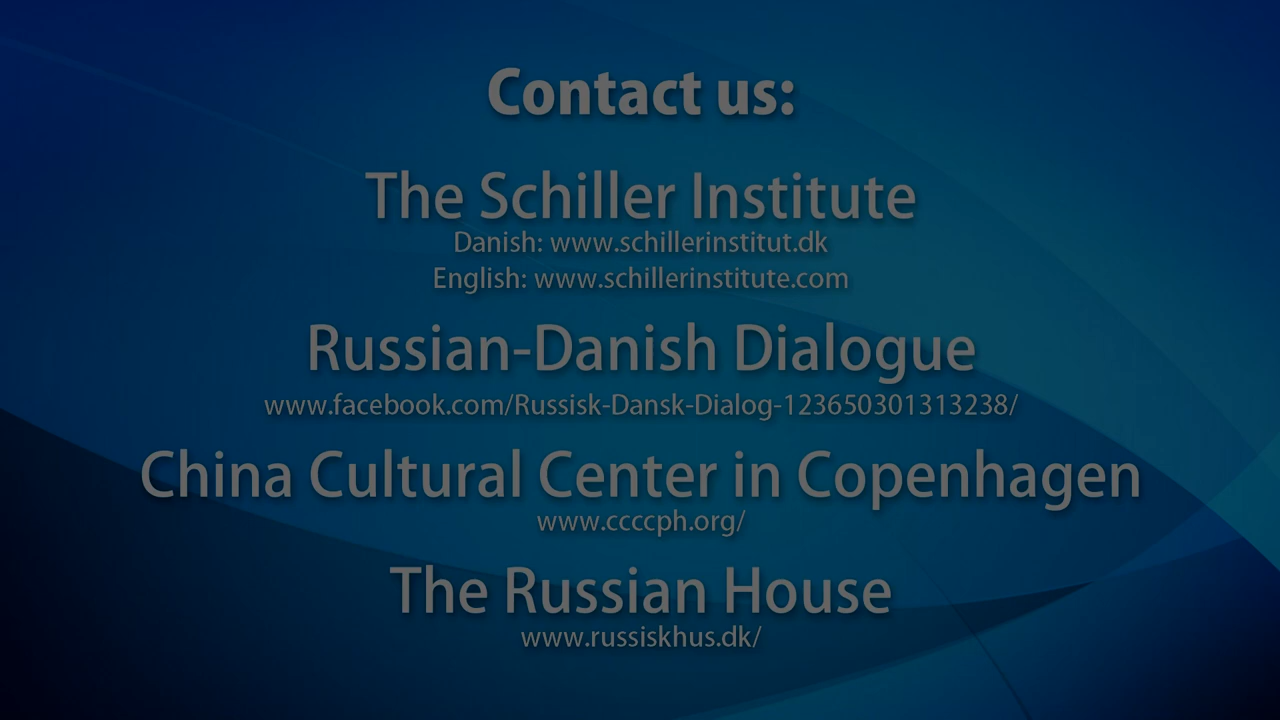 Contact us:
The Schiller Institute
Danish: www.schillerinstitut.dk
English: www.schillerinstitute.com
Russian-Danish Dialogue
www.facebook.com/Russisk-Dansk-Dialog-123650301313238/
China Cultural Center in Copenhagen
www.ccccph.org/
The Russian House
www.russiskhus.dk/